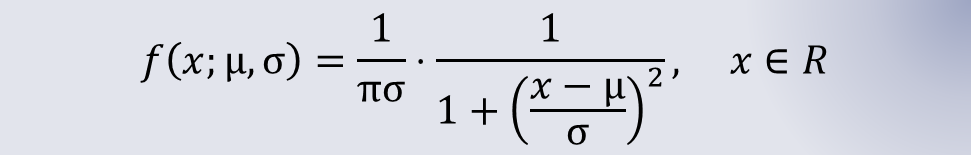 f(x; μ, σ) = 1/(πσ) · 1/(1 + ((x − μ)/σ)²), x ∈ R